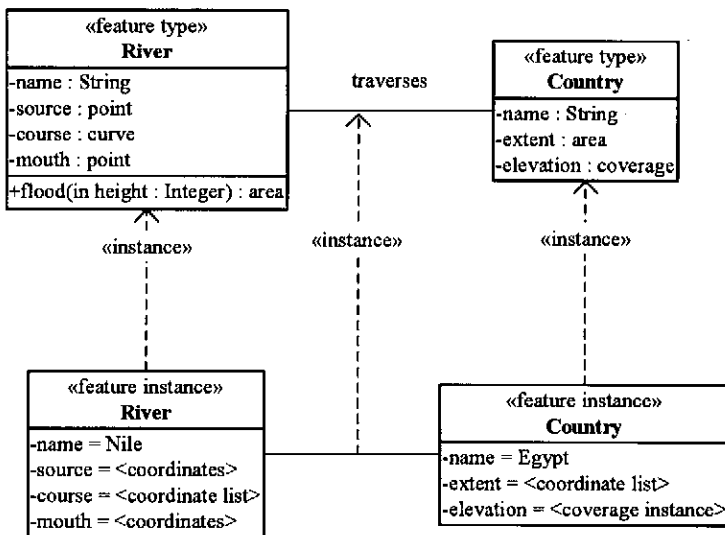 «feature type»
River
-name : String
-source : point
-course : curve
-mouth : point
+flood(in height : Integer) : area
traverses
«feature type»
Country
-name : String
-extent : area
-elevation : coverage
«instance»
«instance»
«instance»
«feature instance»
River
-name = Nile
-source = <coordinates>
-course = <coordinate list>
-mouth = <coordinates>
«feature instance»
Country
-name = Egypt
-extent = <coordinate list>
-elevation = <coverage instance>